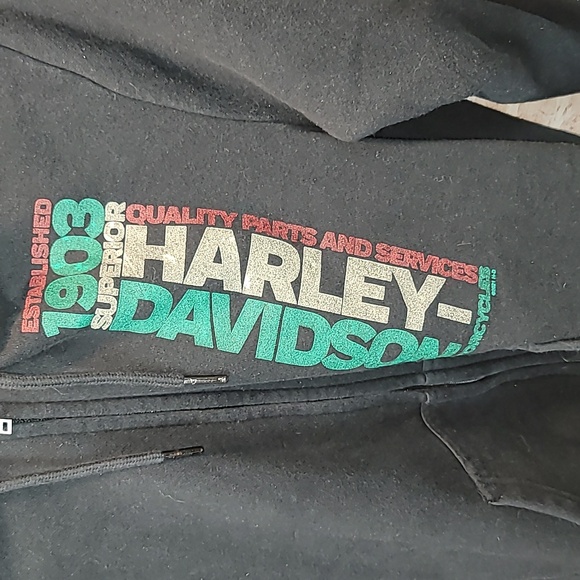 ESTABLISHED
1903
SUPERIOR
QUALITY PARTS AND SERVICES
HARLEY-
DAVIDSON